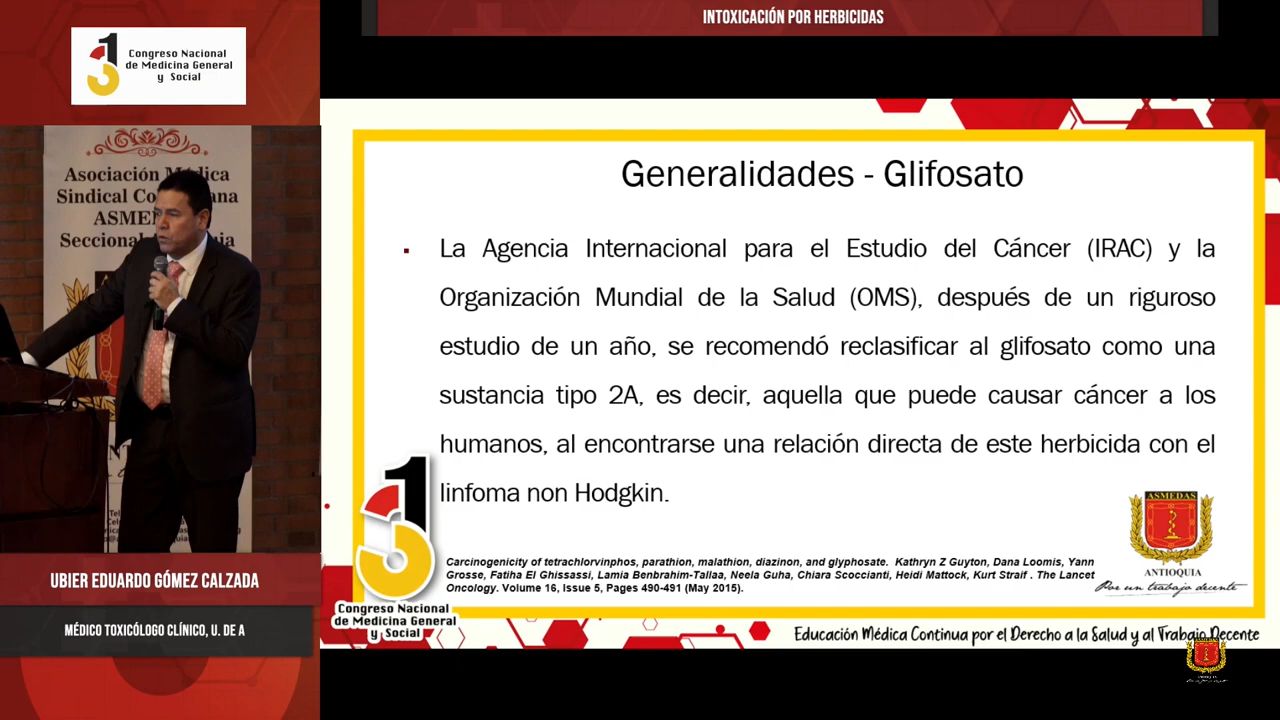 INTOXICACIÓN POR HERBICIDAS
Congreso Nacional
de Medicina General
y Social
Asociación Médica
Sindical Co ana
ASME
Seccional
Generalidades - Glifosato
La Agencia Internacional para el Estudio del Cáncer (IRAC) y la
Organización Mundial de la Salud (OMS), después de un riguroso
estudio de un año, se recomendó reclasificar al glifosato como una
sustancia tipo 2A, es decir, aquella que puede causar cáncer a los
humanos, al encontrarse una relación directa de este herbicida con el
linfoma non Hodgkin.
Carcinogenicity of tetrachlorvinphos, parathion, malathion, diazinon, and glyphosate. Kathryn Z Guyton, Dana Loomis, Yann
Grosse, Fatiha El Ghissassi, Lamia Benbrahim-Tallaa, Neela Guha, Chiara Scoccianti, Heidi Mattock, Kurt Straif . The Lancet
Oncology. Volume 16, Issue 5, Pages 490-491 (May 2015).
ASMEDAS
ANTIOQUIA
Por un trabajo decente
Congreso Nacional
de Medicina General
y Social
Educación Médica Continua por el Derecho a la Salud y al Trabajo Decente
UBIER EDUARDO GÓMEZ CALZADA
MÉDICO TOXICÓLOGO CLÍNICO, U. DE A